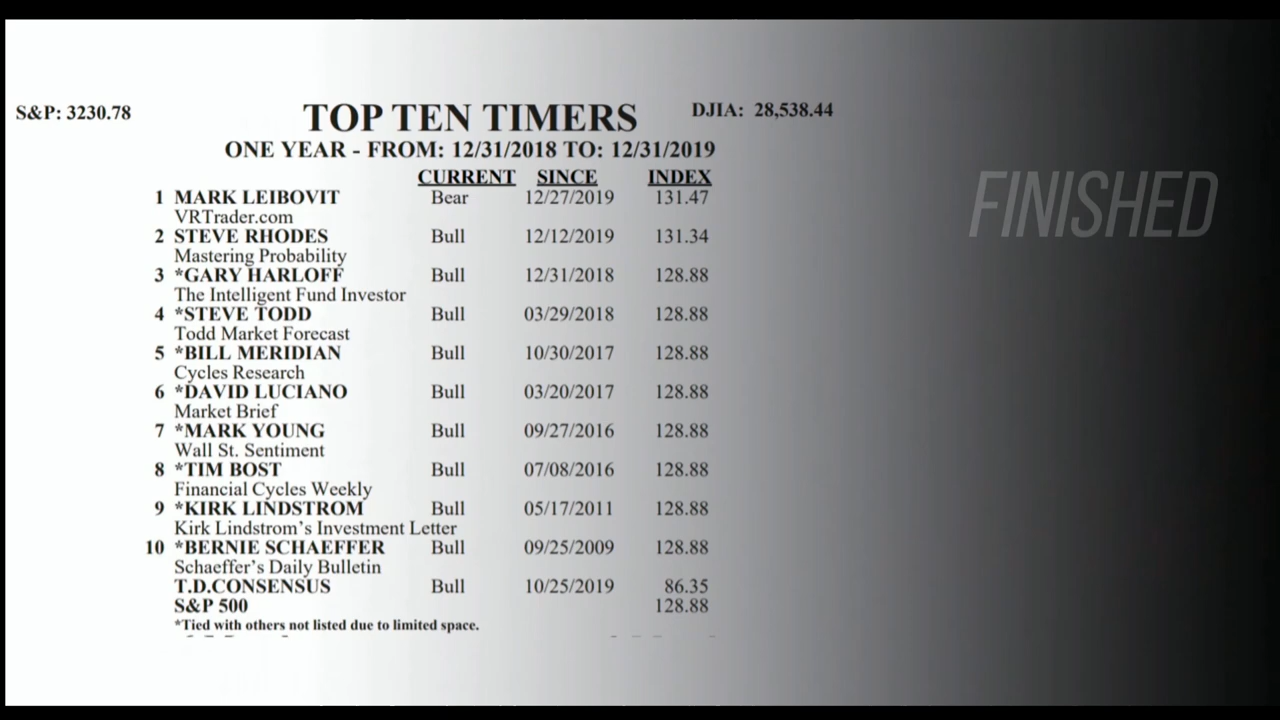 S&P: 3230.78
TOP TEN TIMERS
DJIA: 28,538.44
ONE YEAR - FROM: 12/31/2018 TO: 12/31/2019
CURRENT SINCE INDEX
1 MARK LEIBOVIT Bear 12/27/2019 131.47
VRTrader.com
2 STEVE RHODES Bull 12/12/2019 131.34
Mastering Probability
3 *GARY HARLOFF Bull 12/31/2018 128.88
The Intelligent Fund Investor
4 *STEVE TODD Bull 03/29/2018 128.88
Todd Market Forecast
5 *BILL MERIDIAN Bull 10/30/2017 128.88
Cycles Research
6 *DAVID LUCIANO Bull 03/20/2017 128.88
Market Brief
7 *MARK YOUNG Bull 09/27/2016 128.88
Wall St. Sentiment
8 *TIM BOST Bull 07/08/2016 128.88
Financial Cycles Weekly
9 *KIRK LINDSTROM Bull 05/17/2011 128.88
Kirk Lindstrom's Investment Letter
10 *BERNIE SCHAEFFER Bull 09/25/2009 128.88
Schaeffer's Daily Bulletin
T.D.CONSENSUS Bull 10/25/2019 86.35
S&P 500 128.88
*Tied with others not listed due to limited space.
FINISHED